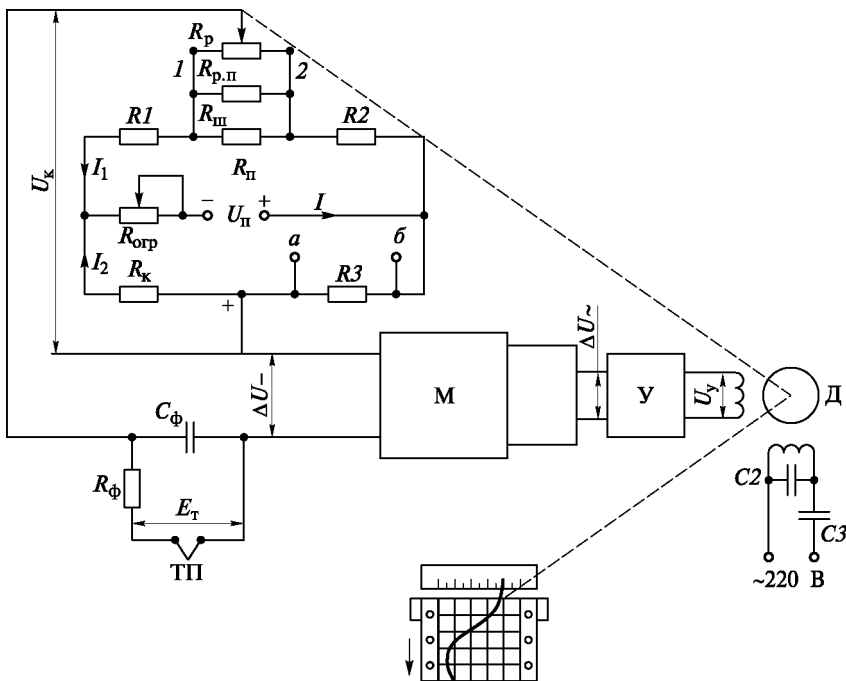 Rр
1
Rр.п
2
R1
Rш
R2
Uк
I1
Rп
− Uп +
I
Rогр
а
б
I2
Rк
R3
+
ΔU−
М
ΔU~
У
Uу
Д
Cф
Rф
Eт
ТП
C2
C3
~220 В